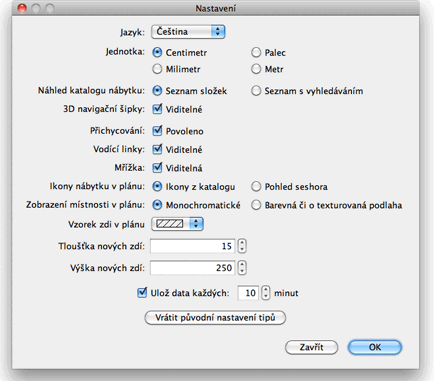 Nastavení
Jazyk: Čeština
Jednotka: Centimetr Palec
Milimetr Metr
Náhled katalogu nábytku: Seznam složek Seznam s vyhledáváním
3D navigační šipky: Viditelné
Přichycování: Povoleno
Vodící linky: Viditelné
Mřížka: Viditelná
Ikony nábytku v plánu: Ikony z katalogu Pohled seshora
Zobrazení místnosti v plánu: Monochromatické Barevná či o texturovaná podlaha
Vzorek zdi v plánu
Tloušťka nových zdí: 15
Výška nových zdí: 250
Ulož data každých: 10 minut
Vrátit původní nastavení tipů
Zavřít OK